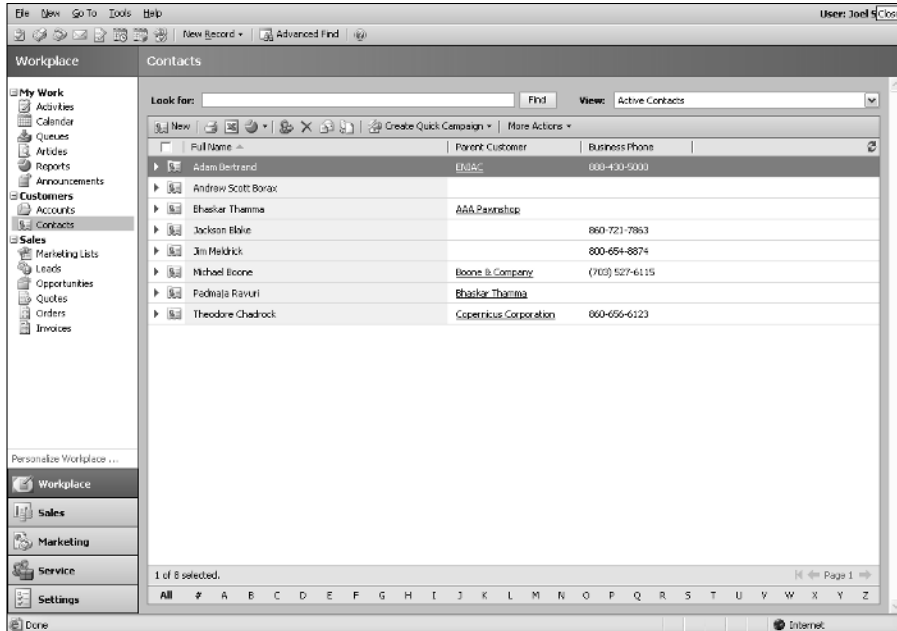 File New Go To Tools Help
User: Joel S
Clos
New Record
Advanced Find
Workplace
Contacts
My Work
Activities
Calendar
Queues
Articles
Reports
Announcements
Customers
Accounts
Contacts
Sales
Marketing Lists
Leads
Opportunities
Quotes
Orders
Invoices
Personalize Workplace ...
Workplace
Sales
Marketing
Service
Settings
Look for:
Find
View: Active Contacts
New
Create Quick Campaign
More Actions
Full Name Parent Customer Business Phone
Adam Bertrand ENIAC 888-430-5000
Andrew Scott Borax
Bhaskar Thamma AAA Pawnshop
Jackson Blake 860-721-7863
Jim Meldrick 800-654-8874
Michael Boone Boone & Company (703) 527-6115
Padmaja Ravuri Bhaskar Thamma
Theodore Chadrock Copernicus Corporation 860-656-6123
1 of 8 selected.
Page 1
All # A B C D E F G H I J K L M N O P Q R S T U V W X Y Z
Done
Internet